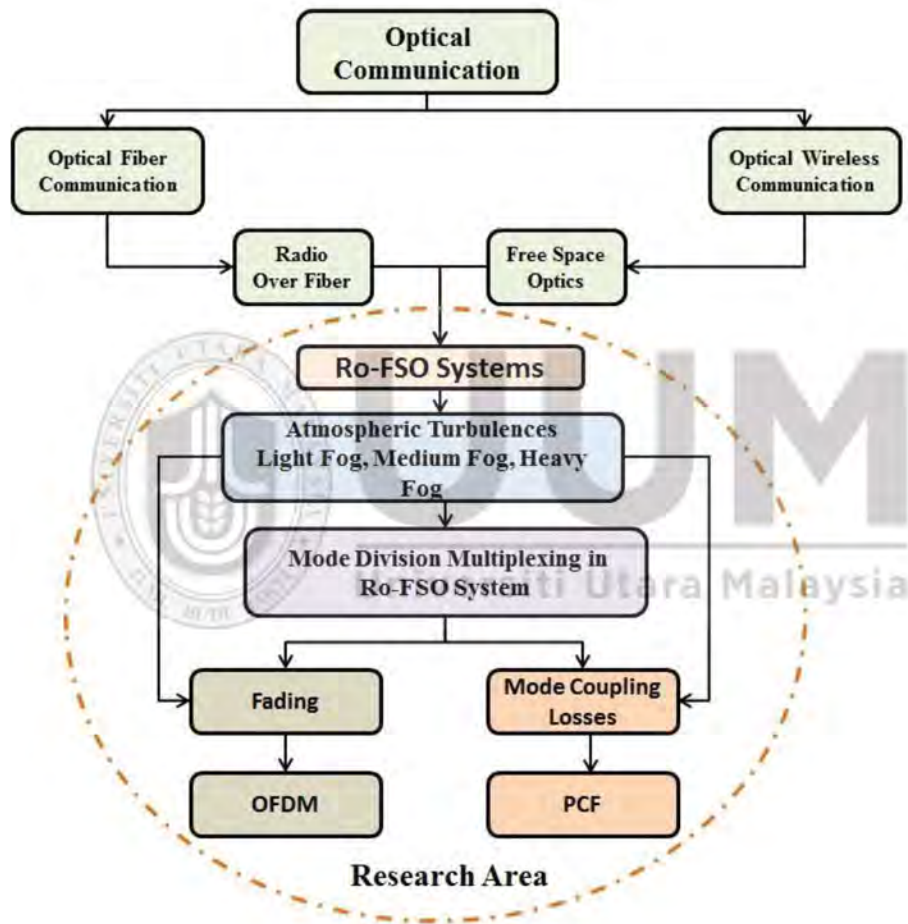 Optical
Communication
Optical Fiber
Communication
Optical Wireless
Communication
Radio
Over Fiber
Free Space
Optics
Ro-FSO Systems
Atmospheric Turbulences
Light Fog, Medium Fog, Heavy
Fog
Mode Division Multiplexing in
Ro-FSO System
UUM
Universiti Utara Malaysia
Fading
Mode Coupling
Losses
OFDM
PCF
Research Area